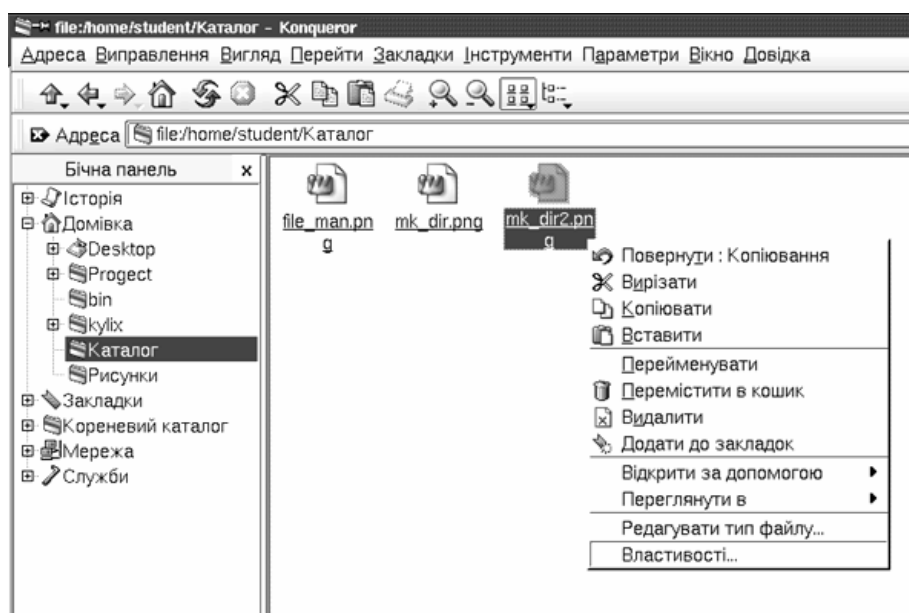 file:/home/student/Каталог – Konqueror
Адреса Виправлення Вигляд Перейти Закладки Інструменти Параметри Вікно Довідка
Адреса file:/home/student/Каталог
Бічна панель x
Історія
Домівка
Desktop
Progect
bin
kylix
Каталог
Рисунки
Закладки
Кореневий каталог
Мережа
Служби
file_man.pn
g
mk_dir.png
mk_dir2.pn
g
Повернути : Копіювання
Вирізати
Копіювати
Вставити
Перейменувати
Перемістити в кошик
Видалити
Додати до закладок
Відкрити за допомогою
Переглянути в
Редагувати тип файлу...
Властивості...